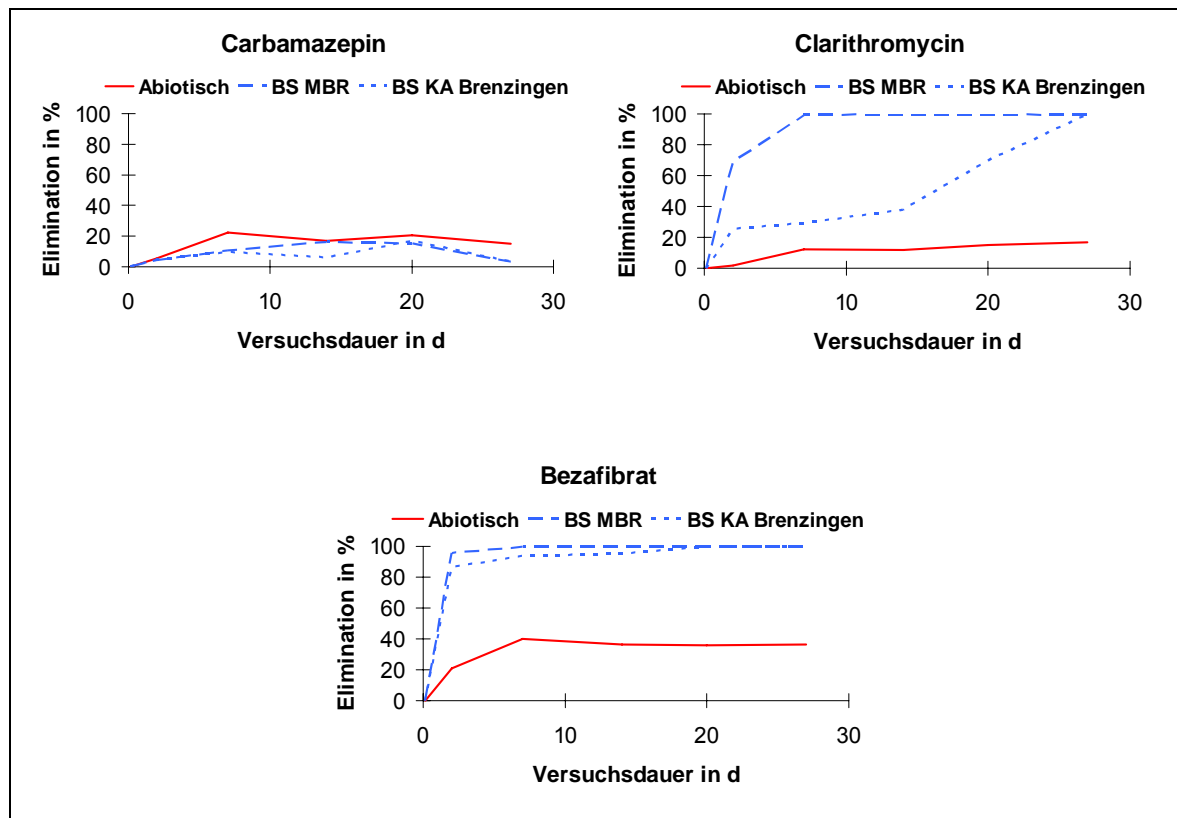 Carbamazepin
Abiotisch BS MBR BS KA Brenzingen
Elimination in %
100
80
60
40
20
0
0 10 20 30
Versuchsdauer in d
Clarithromycin
Abiotisch BS MBR BS KA Brenzingen
Elimination in %
100
80
60
40
20
0
0 10 20 30
Versuchsdauer in d
Bezafibrat
Abiotisch BS MBR BS KA Brenzingen
Elimination in %
100
80
60
40
20
0
0 10 20 30
Versuchsdauer in d